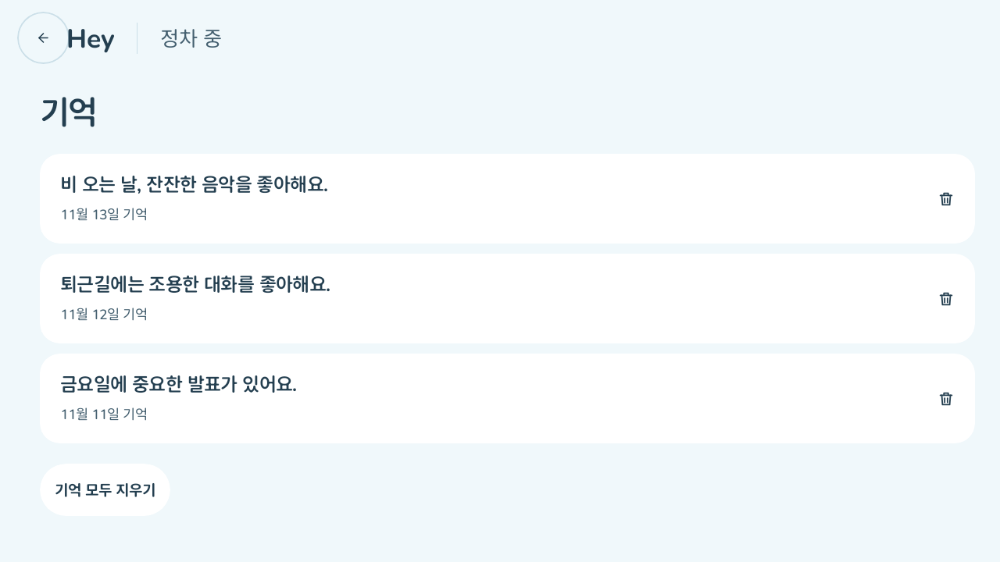 Hey
정차 중
기억
비 오는 날, 잔잔한 음악을 좋아해요.
11월 13일 기억
퇴근길에는 조용한 대화를 좋아해요.
11월 12일 기억
금요일에 중요한 발표가 있어요.
11월 11일 기억
기억 모두 지우기